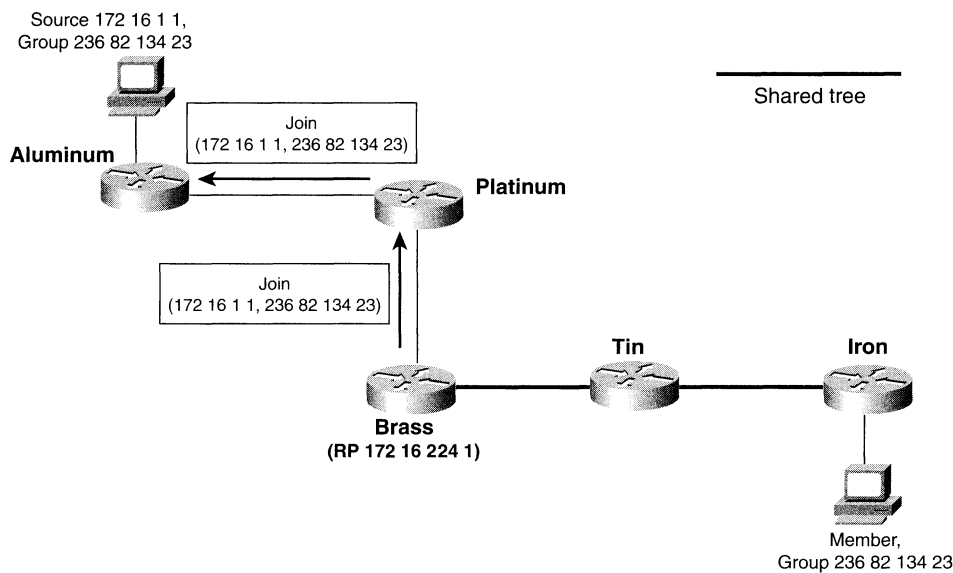 Source 172 16 1 1,
Group 236 82 134 23
Join
(172 16 1 1, 236 82 134 23)
Aluminum
Platinum
Shared tree
Join
(172 16 1 1, 236 82 134 23)
Tin
Iron
Brass
(RP 172 16 224 1)
Member,
Group 236 82 134 23